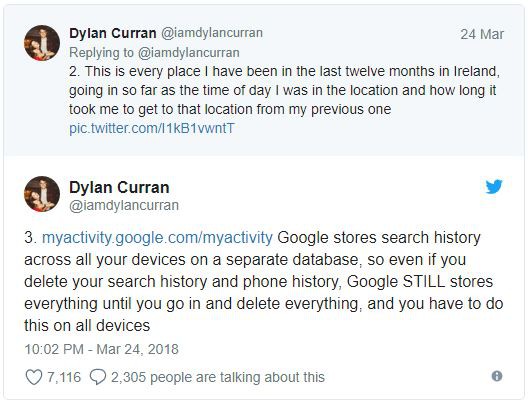 Dylan Curran @iamdylancurran 24 Mar
Replying to @iamdylancurran
2. This is every place I have been in the last twelve months in Ireland,
going in so far as the time of day I was in the location and how long it
took me to get to that location from my previous one
pic.twitter.com/I1kB1vwntT
Dylan Curran
@iamdylancurran
3. myactivity.google.com/myactivity Google stores search history
across all your devices on a separate database, so even if you
delete your search history and phone history, Google STILL stores
everything until you go in and delete everything, and you have to do
this on all devices
10:02 PM - Mar 24, 2018
7,116 2,305 people are talking about this